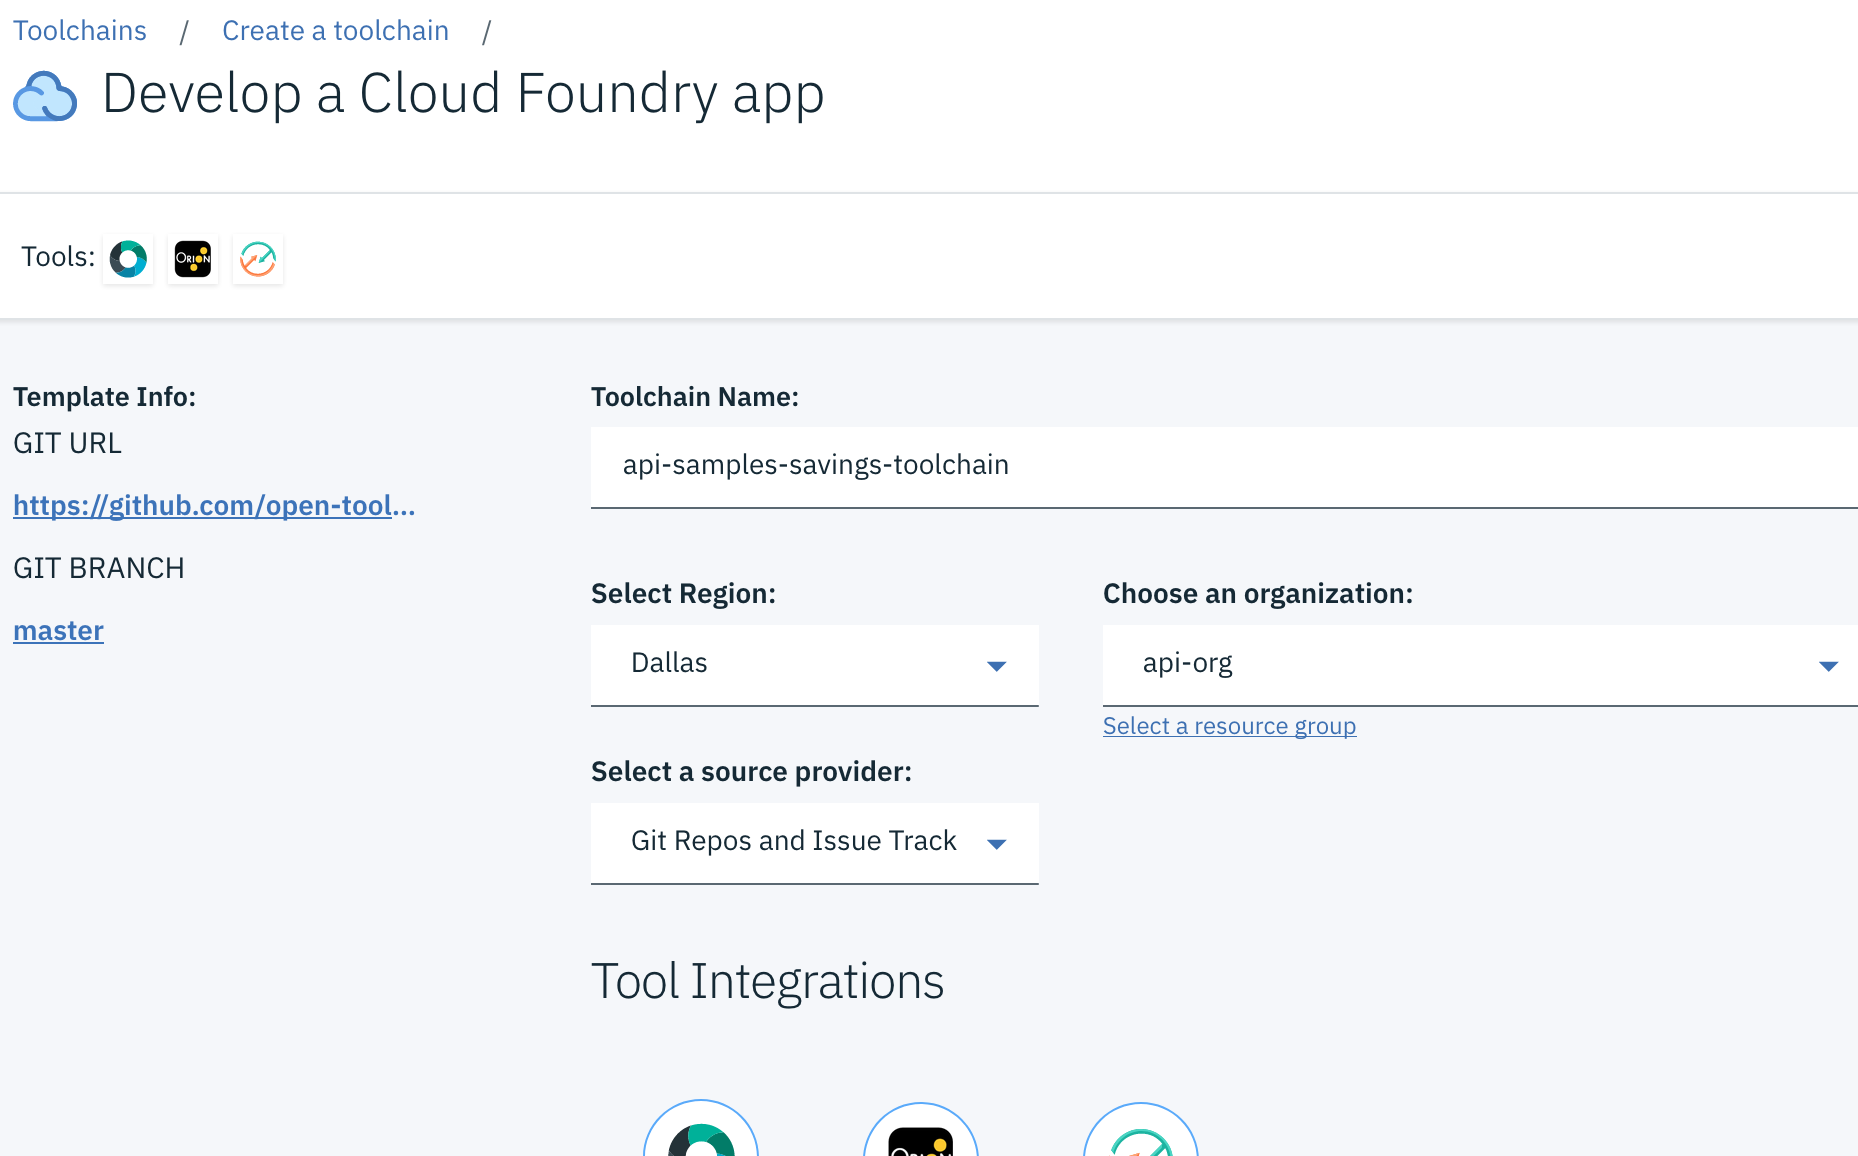 Toolchains / Create a toolchain /
Develop a Cloud Foundry app
Tools:
ORION
Template Info:
GIT URL
https://github.com/open-tool...
GIT BRANCH
master
Toolchain Name:
api-samples-savings-toolchain
Select Region:
Dallas
Choose an organization:
api-org
Select a resource group
Select a source provider:
Git Repos and Issue Track
Tool Integrations
ORION